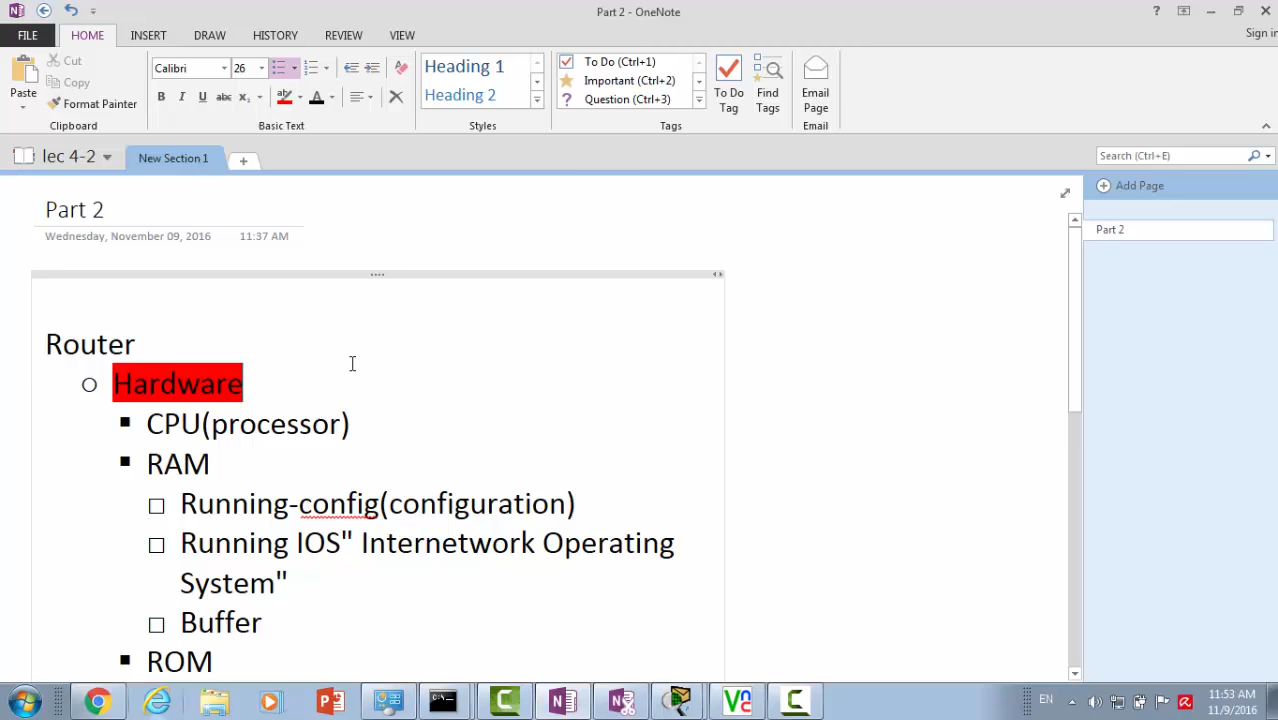 Part 2 - OneNote
Sign in
FILE
HOME
INSERT
DRAW
HISTORY
REVIEW
VIEW
Paste
Cut
Copy
Format Painter
Clipboard
Calibri
26
B I U abc X₂
Basic Text
Heading 1
Heading 2
Styles
To Do (Ctrl+1)
Important (Ctrl+2)
Question (Ctrl+3)
To Do
Tag
Find
Tags
Tags
Email
Page
Email
lec 4-2
New Section 1
Search (Ctrl+E)
Add Page
Part 2
Part 2
Wednesday, November 09, 2016 11:37 AM
Router
Hardware
CPU(processor)
RAM
Running-config(configuration)
Running IOS" Internetwork Operating
System"
Buffer
ROM
EN
11:53 AM
11/9/2016